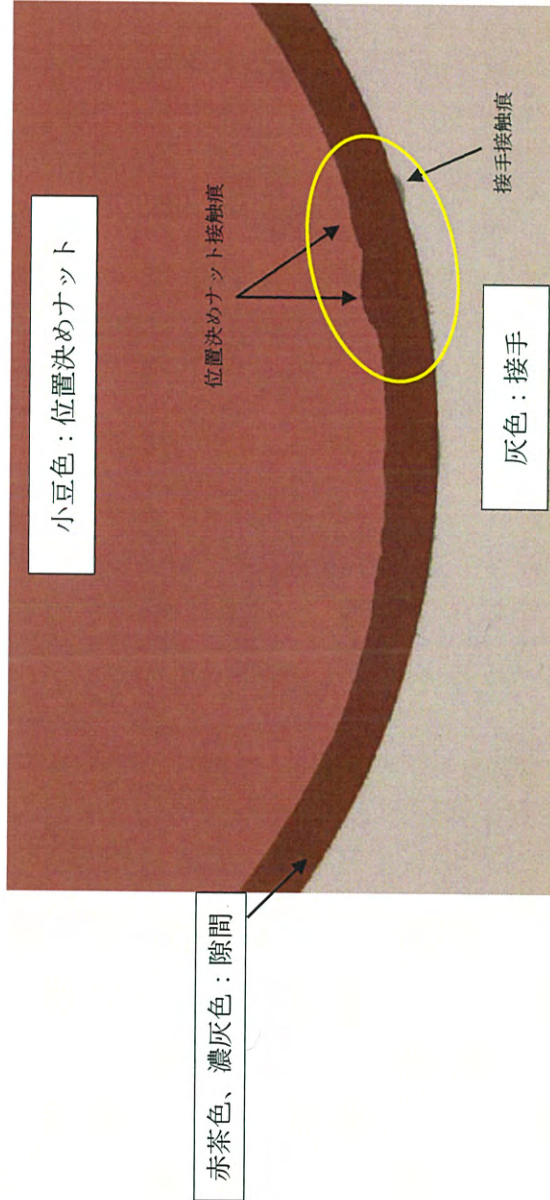 小豆色：位置決めナット
位置決めナット接触痕
接手接触痕
灰色：接手
赤茶色、濃灰色：隙間